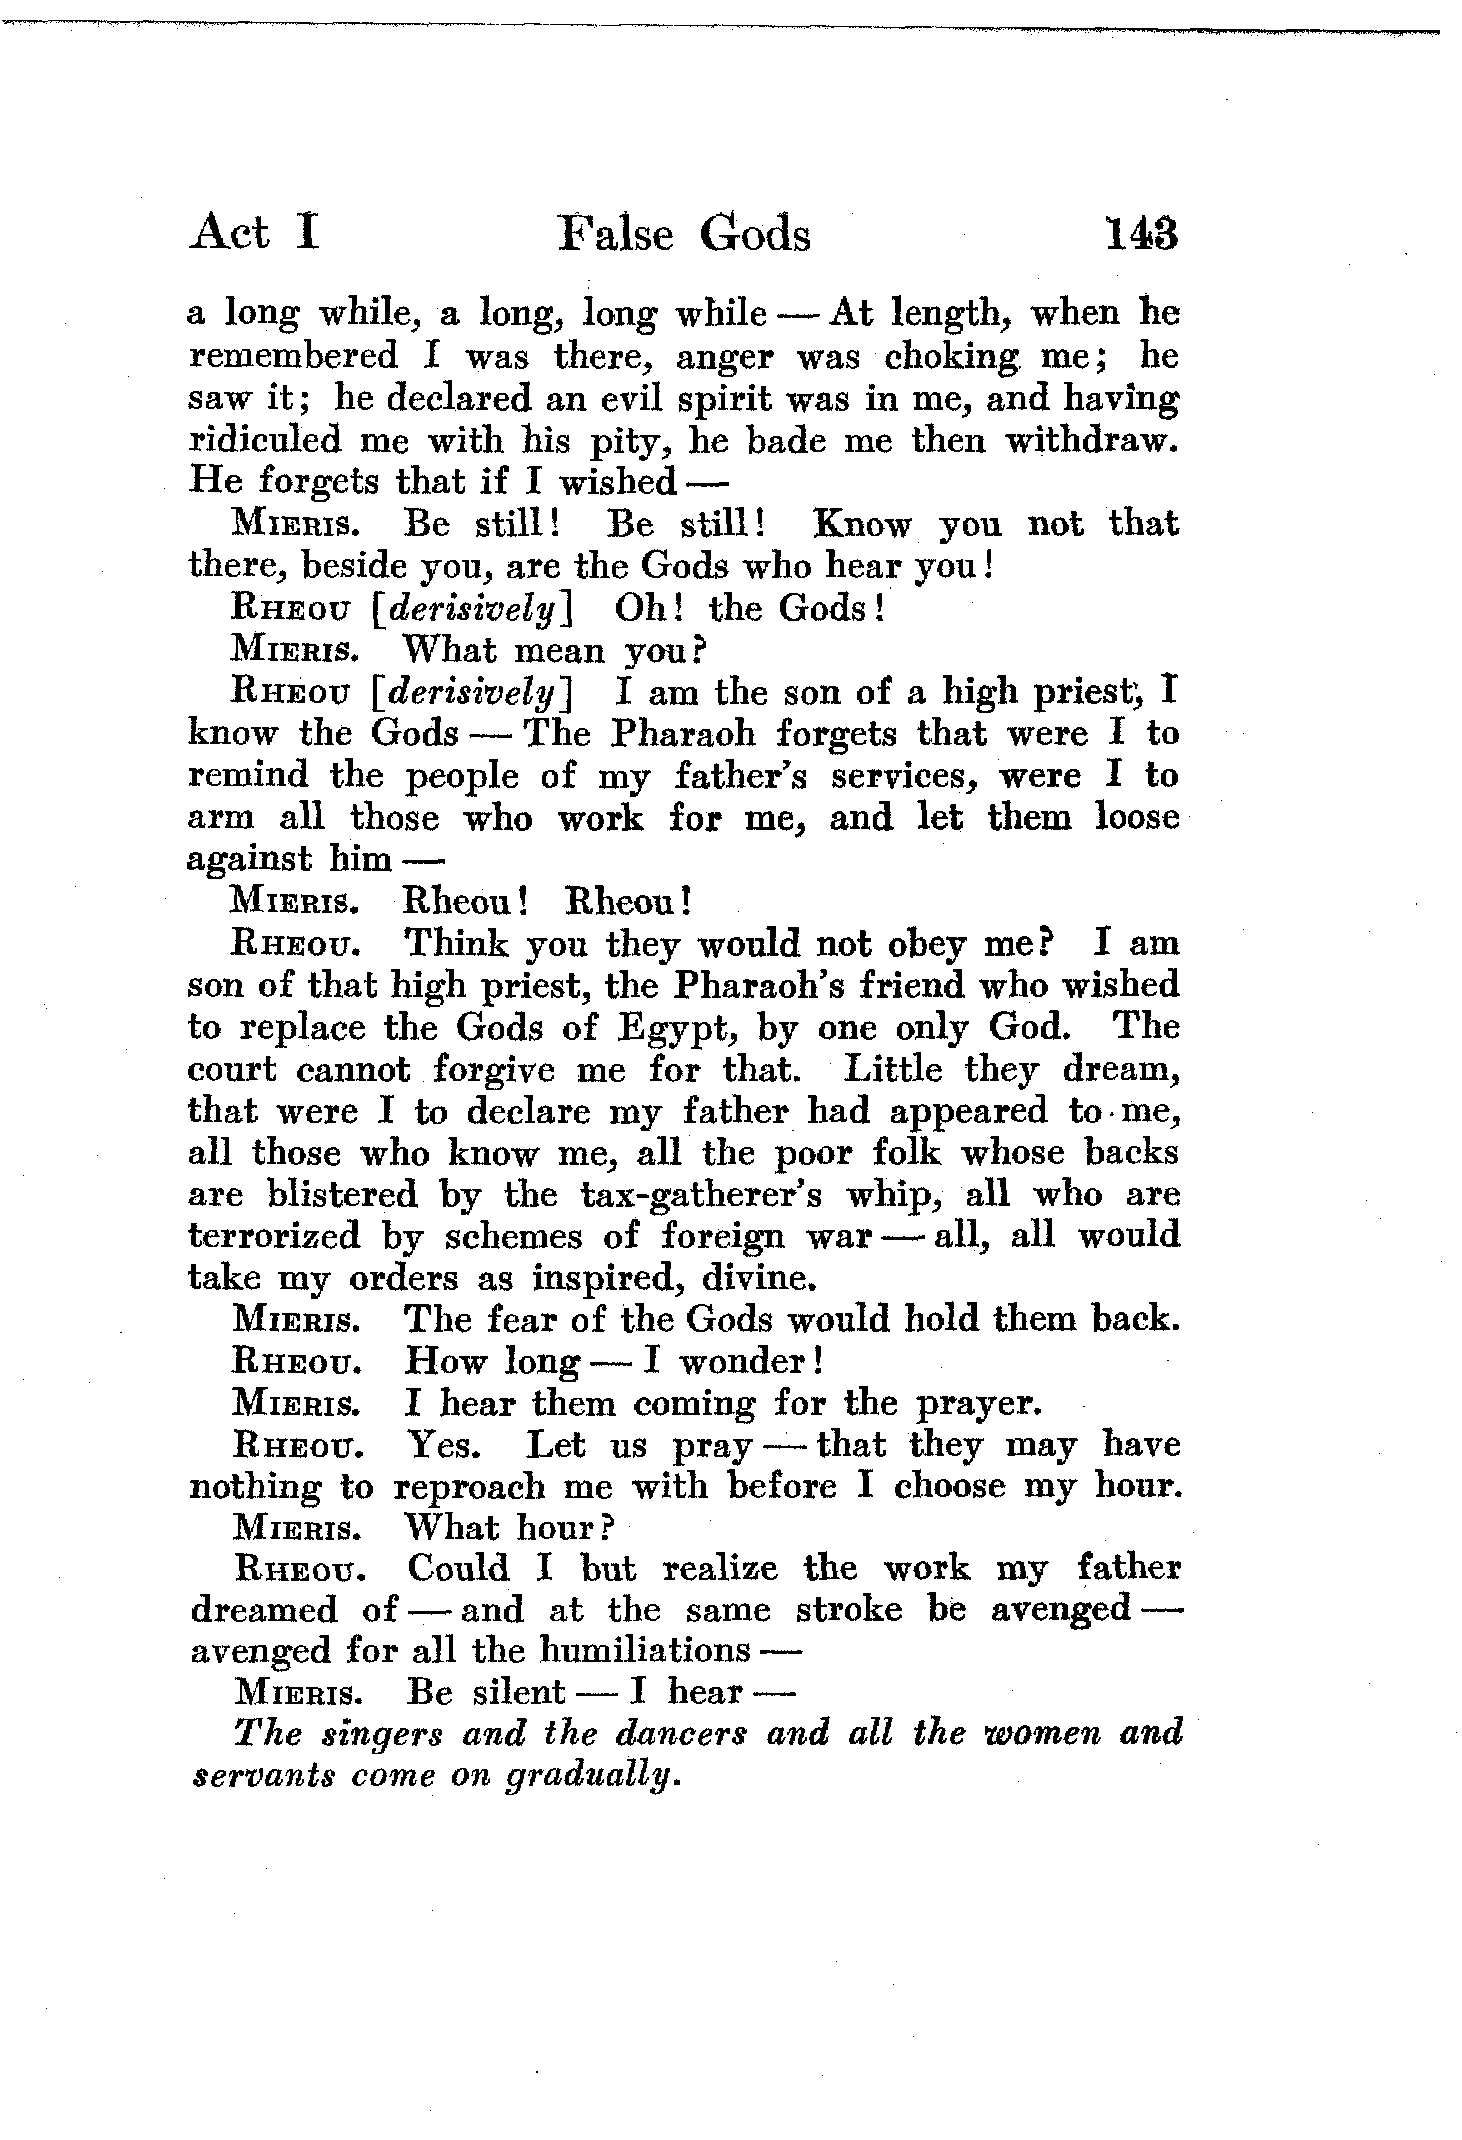 Act I False Gods 143
a long while, a long, long while — At length, when he
remembered I was there, anger was choking me; he
saw it; he declared an evil spirit was in me, and having
ridiculed me with his pity, he bade me then withdraw.
He forgets that if I wished —
MIERIS. Be still! Be still! Know you not that
there, beside you, are the Gods who hear you!
RHEOU [derisively] Oh! the Gods!
MIERIS. What mean you?
RHEOU [derisively] I am the son of a high priest, I
know the Gods — The Pharaoh forgets that were I to
remind the people of my father's services, were I to
arm all those who work for me, and let them loose
against him —
MIERIS. Rheou! Rheou!
RHEOU. Think you they would not obey me? I am
son of that high priest, the Pharaoh's friend who wished
to replace the Gods of Egypt, by one only God. The
court cannot forgive me for that. Little they dream,
that were I to declare my father had appeared to me,
all those who know me, all the poor folk whose backs
are blistered by the tax-gatherer's whip, all who are
terrorized by schemes of foreign war — all, all would
take my orders as inspired, divine.
MIERIS. The fear of the Gods would hold them back.
RHEOU. How long — I wonder!
MIERIS. I hear them coming for the prayer.
RHEOU. Yes. Let us pray — that they may have
nothing to reproach me with before I choose my hour.
MIERIS. What hour?
RHEOU. Could I but realize the work my father
dreamed of — and at the same stroke be avenged —
avenged for all the humiliations —
MIERIS. Be silent — I hear —
The singers and the dancers and all the women and
servants come on gradually.